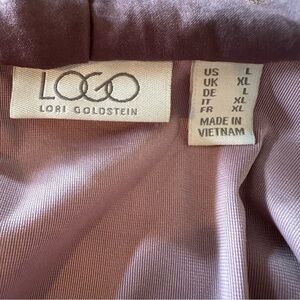 LOGO
LORI GOLDSTEIN
US L
UK XL
DE L
IT XL
FR XL
MADE IN
VIETNAM